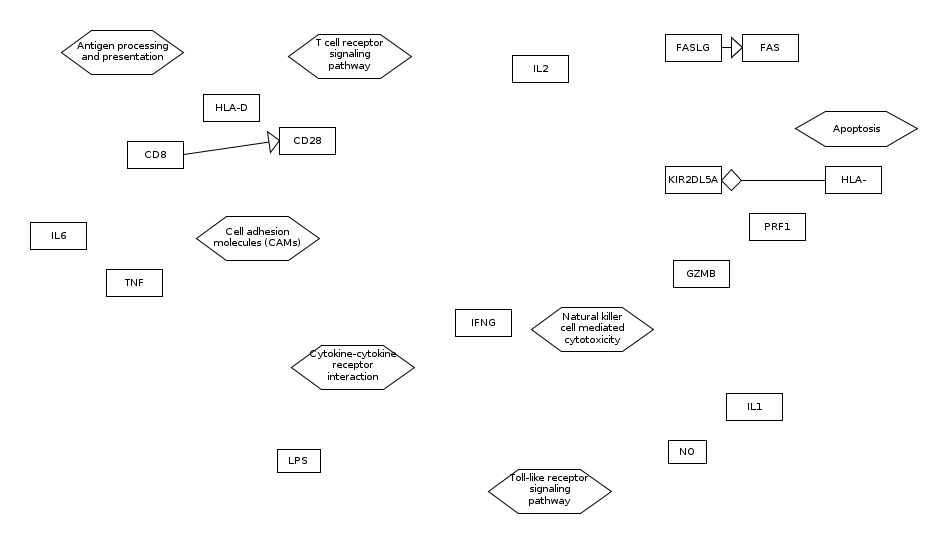 Antigen processing
and presentation
T cell receptor
signaling
pathway
IL2
FASLG
FAS
HLA-D
CD8
CD28
Apoptosis
KIR2DL5A
HLA-
IL6
Cell adhesion
molecules (CAMs)
PRF1
TNF
GZMB
IFNG
Natural killer
cell mediated
cytotoxicity
Cytokine-cytokine
receptor
interaction
IL1
LPS
NO
Toll-like receptor
signaling
pathway